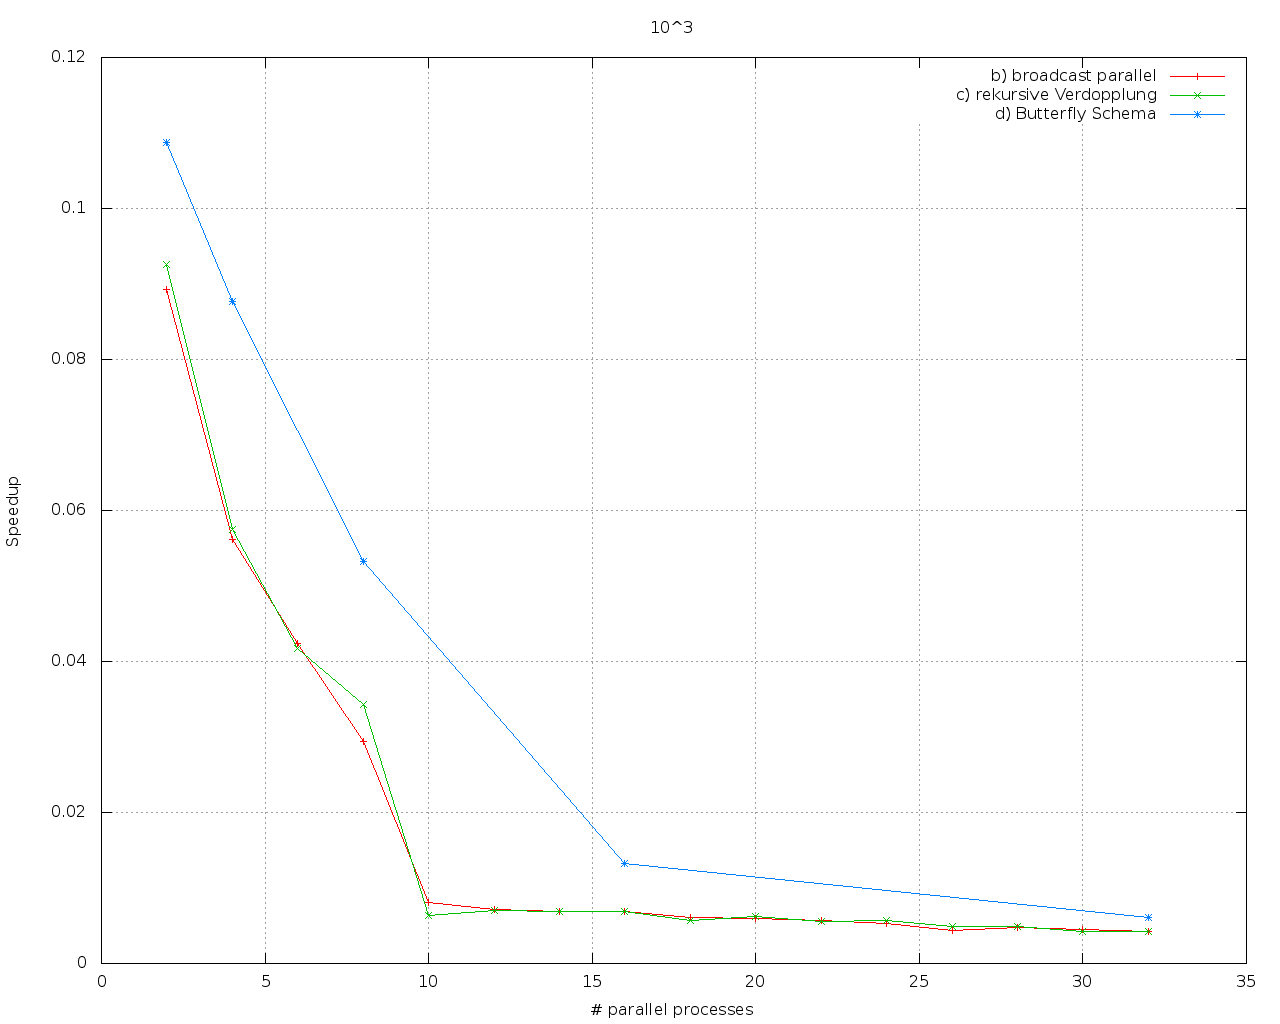 10^3
b) broadcast parallel
c) rekursive Verdopplung
d) Butterfly Schema
0.12
0.1
0.08
0.06
0.04
0.02
0
Speedup
0 5 10 15 20 25 30 35
# parallel processes